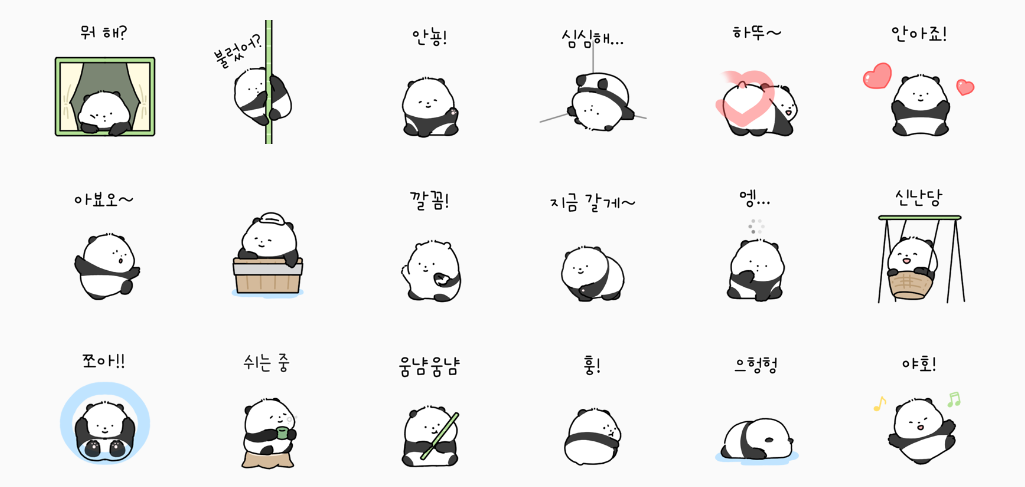 뭐 해?
불렀어?
안뇽!
심심해...
하뚜~
안아죠!
아뵤오~
깔꼼!
지금 갈게~
엥...
신난당
쪼아!!
쉬는 중
웅냠웅냠
흥!
으헝헝
야호!